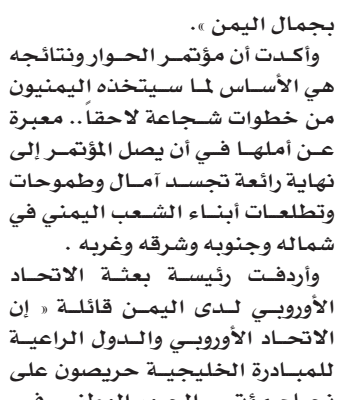 بجمال اليمن ».
وأكدت أن مؤتمر الحوار ونتائجه
هي الأساس لما سيتخذه اليمنيون
من خطوات شجاعة لاحقاً.. معبرة
عن أملها في أن يصل المؤتمر إلى
نهاية رائعة تجسد آمال وطموحات
وتطلعات أبناء الشعب اليمني في
شماله وجنوبه وشرقه وغربه .
وأردفت رئيسة بعثة الاتحاد
الأوروبي لدى اليمن قائلة « إن
الاتحاد الأوروبي والدول الراعية
للمبادرة الخليجية حريصون على